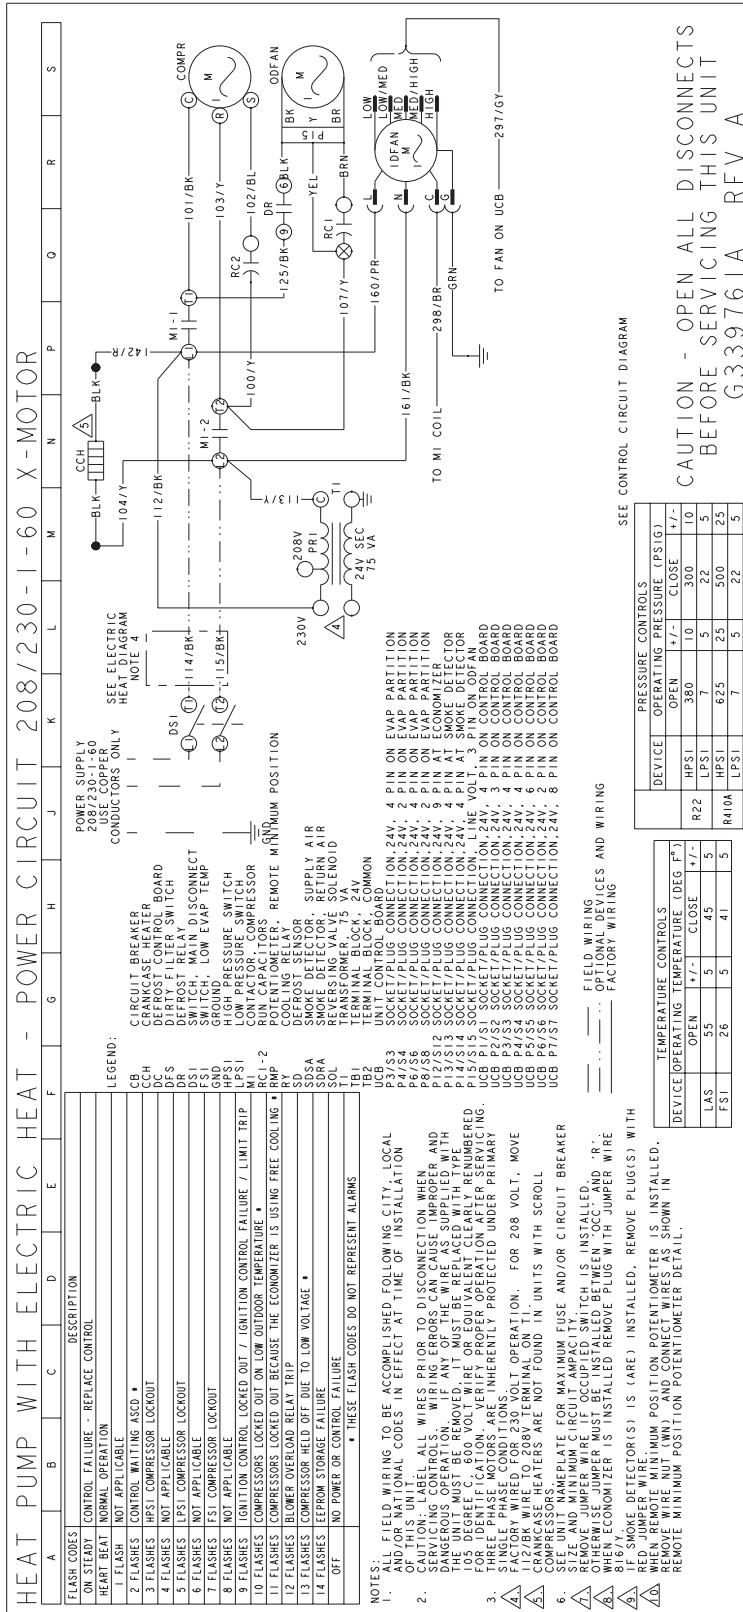 HEAT PUMP WITH ELECTRIC HEAT - POWER CIRCUIT 208/230-1-60 X-MOTOR
A B C D E F G H J K L M N P Q R S
FLASH CODES DESCRIPTION
ON STEADY CONTROL FAILURE - REPLACE CONTROL
HEART BEAT NORMAL OPERATION
1 FLASH NOT APPLICABLE
2 FLASHES CONTROL WAITING ASCD *
3 FLASHES HPS1 COMPRESSOR LOCKOUT
4 FLASHES NOT APPLICABLE
5 FLASHES LPS1 COMPRESSOR LOCKOUT
6 FLASHES NOT APPLICABLE
7 FLASHES FS1 COMPRESSOR LOCKOUT
8 FLASHES NOT APPLICABLE
9 FLASHES IGNITION CONTROL LOCKED OUT / IGNITION CONTROL FAILURE / LIMIT TRIP
10 FLASHES COMPRESSORS LOCKED OUT ON LOW OUTDOOR TEMPERATURE *
11 FLASHES COMPRESSORS LOCKED OUT BECAUSE THE ECONOMIZER IS USING FREE COOLING *
12 FLASHES BLOWER OVERLOAD RELAY TRIP
13 FLASHES COMPRESSOR HELD OFF DUE TO LOW VOLTAGE *
14 FLASHES EEPROM STORAGE FAILURE
OFF NO POWER OR CONTROL FAILURE
* THESE FLASH CODES DO NOT REPRESENT ALARMS
NOTES:
1. ALL FIELD WIRING TO BE ACCOMPLISHED FOLLOWING CITY, LOCAL
AND/OR NATIONAL CODES IN EFFECT AT TIME OF INSTALLATION
OF THIS UNIT.
2. CAUTION: LABEL ALL WIRES PRIOR TO DISCONNECTION WHEN
SERVICING CONTROLS. WIRING ERRORS CAN CAUSE IMPROPER AND
DANGEROUS OPERATION. IF ANY OF THE WIRE AS SUPPLIED WITH
THE UNIT MUST BE REMOVED, IT MUST BE REPLACED WITH TYPE
105 DEGREE C, 600 VOLT WIRE OR EQUIVALENT CLEARLY RENUMBERED
FOR IDENTIFICATION. VERIFY PROPER OPERATION AFTER SERVICING.
3. THREE PHASE MOTOR ARE INHERENTLY PROTECTED UNDER PRIMARY
SINGLE PHASE CONDITIONS.
4. FACTORY WIRED FOR 230 VOLT OPERATION. FOR 208 VOLT, MOVE
112/BK WIRE TO 208V TERMINAL ON T1.
5. CRANKCASE HEATERS ARE NOT FOUND IN UNITS WITH SCROLL
COMPRESSORS.
6. SEE UNIT NAMEPLATE FOR MAXIMUM FUSE AND/OR CIRCUIT BREAKER
SIZE AND MINIMUM CIRCUIT AMPACITY.
7. REMOVE JUMPER WIRE IF OCCUPIED SWITCH IS INSTALLED.
OTHERWISE JUMPER MUST BE INSTALLED BETWEEN 'OCC' AND 'R'.
8. WHEN ECONOMIZER IS INSTALLED REMOVE PLUG WITH JUMPER WIRE
816/Y.
9. IF SMOKE DETECTOR(S) IS (ARE) INSTALLED, REMOVE PLUG(S) WITH
RED JUMPER WIRE.
10. WHEN REMOTE MINIMUM POSITION POTENTIOMETER IS INSTALLED,
REMOVE WIRE NUT (WN) AND CONNECT WIRES AS SHOWN IN
REMOTE MINIMUM POSITION POTENTIOMETER DETAIL.
LEGEND:
CB CIRCUIT BREAKER
CCH CRANKCASE HEATER
DC DEFROST CONTROL BOARD
DFS DIRTY FILTER SWITCH
DR DEFROST RELAY
DS1 SWITCH, MAIN DISCONNECT
FS1 SWITCH, LOW EVAP TEMP
GND GROUND
HPS1 HIGH PRESSURE SWITCH
LPS1 LOW PRESSURE SWITCH
M1 CONTACTOR, COMPRESSOR
RC1-2 RUN CAPACITORS
RMP POTENTIOMETER, REMOTE MINIMUM POSITION
RY COOLING RELAY
SD DEFROST SENSOR
SDSA SMOKE DETECTOR, SUPPLY AIR
SDRA SMOKE DETECTOR, RETURN AIR
SOL REVERSING VALVE SOLENOID
T1 TRANSFORMER, 75 VA
TB1 TERMINAL BLOCK, 24V
TB2 TERMINAL BLOCK, COMMON
UCB UNIT CONTROL BOARD
P3/S3 SOCKET/PLUG CONNECTION,24V, 4 PIN ON EVAP PARTITION
P4/S4 SOCKET/PLUG CONNECTION,24V, 2 PIN ON EVAP PARTITION
P6/S6 SOCKET/PLUG CONNECTION,24V, 4 PIN ON EVAP PARTITION
P8/S8 SOCKET/PLUG CONNECTION,24V, 2 PIN ON EVAP PARTITION
P12/S12 SOCKET/PLUG CONNECTION,24V, 9 PIN AT ECONOMIZER
P13/S13 SOCKET/PLUG CONNECTION,24V, 4 PIN AT SMOKE DETECTOR
P14/S14 SOCKET/PLUG CONNECTION,24V, 4 PIN AT SMOKE DETECTOR
P15/S15 SOCKET/PLUG CONNECTION, LINE VOLT, 3 PIN ON ODFAN
UCB P1/S1 SOCKET/PLUG CONNECTION,24V, 4 PIN ON CONTROL BOARD
UCB P2/S2 SOCKET/PLUG CONNECTION,24V, 3 PIN ON CONTROL BOARD
UCB P3/S3 SOCKET/PLUG CONNECTION,24V, 4 PIN ON CONTROL BOARD
UCB P4/S4 SOCKET/PLUG CONNECTION,24V, 4 PIN ON CONTROL BOARD
UCB P5/S5 SOCKET/PLUG CONNECTION,24V, 6 PIN ON CONTROL BOARD
UCB P6/S6 SOCKET/PLUG CONNECTION,24V, 2 PIN ON CONTROL BOARD
UCB P7/S7 SOCKET/PLUG CONNECTION,24V, 8 PIN ON CONTROL BOARD
FIELD WIRING
OPTIONAL DEVICES AND WIRING
FACTORY WIRING
TEMPERATURE CONTROLS
DEVICE OPERATING TEMPERATURE (DEG F°)
OPEN +/- CLOSE +/-
LAS 55 5 45 5
FS1 26 5 41 5
PRESSURE CONTROLS
DEVICE OPERATING PRESSURE (PSIG)
OPEN +/- CLOSE +/-
R22 HPS1 380 10 300 10
LPS1 7 5 22 5
R410A HPS1 625 25 500 25
LPS1 7 5 22 5
POWER SUPPLY
208/230-1-60
USE COPPER
CONDUCTORS ONLY
GND
DS1
L1 T1
L2 T2
SEE ELECTRIC
HEAT DIAGRAM
NOTE 4
114/BK
115/BK
230V
208V
PRI
24V SEC
75 VA
C
T1
4
113/Y
112/BK
104/Y
BLK CCH BLK
5
142/R
L1 M1-1 T1
L2 M1-2 T2
100/Y
101/BK
103/Y
102/BL
RC2
C
R
S
COMPR
M
1
125/BK
9 DR 6
BLK
107/Y
YEL
RC1
BRN
P15
BK
Y
BR
ODFAN
M
1
160/PR
161/BK
298/BR
GRN
TO M1 COIL
L
N
C
G
IDFAN
M
1
LOW
LOW/MED
MED
MED/HIGH
HIGH
297/GY
TO FAN ON UCB
SEE CONTROL CIRCUIT DIAGRAM
CAUTION - OPEN ALL DISCONNECTS
BEFORE SERVICING THIS UNIT
G33976IA REV A